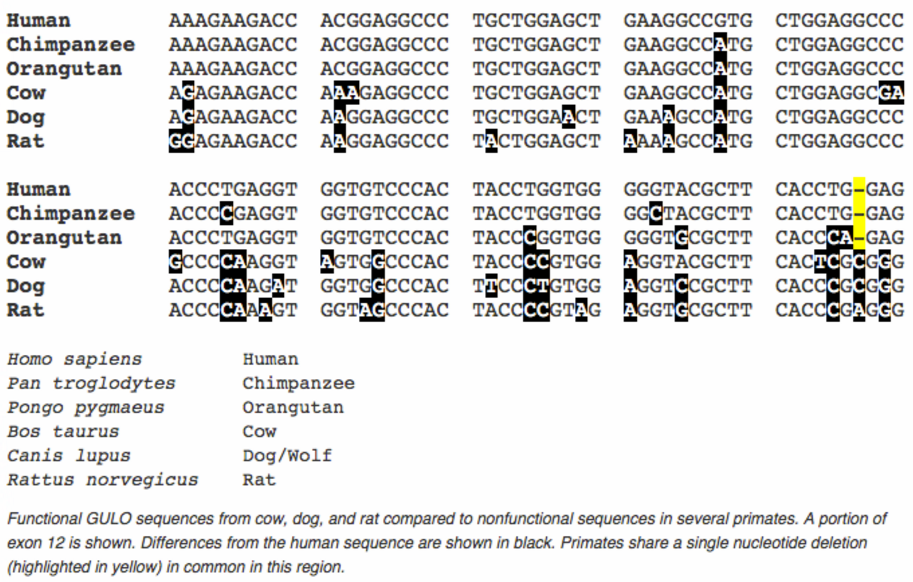 Human AAAGAAGACC ACGGAGGCCC TGCTGGAGCT GAAGGCCGTG CTGGAGGCCC
Chimpanzee AAAGAAGACC ACGGAGGCCC TGCTGGAGCT GAAGGCCATG CTGGAGGCCC
Orangutan AAAGAAGACC ACGGAGGCCC TGCTGGAGCT GAAGGCCATG CTGGAGGCCC
Cow AGAGAAGACC AAAGAGGCCC TGCTGGAGCT GAAGGCCATG CTGGAGGCGA
Dog AGAGAAGACC AAGGAGGCCC TGCTGGAACT GAAAGCCATG CTGGAGGCCC
Rat GGAGAAGACC AAGGAGGCCC TACTGGAGCT AAAAGCCATG CTGGAGGCCC
Human ACCCTGAGGT GGTGTCCCAC TACCTGGTGG GGGTACGCTT CACCTG-GAG
Chimpanzee ACCCCGAGGT GGTGTCCCAC TACCTGGTGG GGCTACGCTT CACCTG-GAG
Orangutan ACCCTGAGGT GGTGTCCCAC TACCCGGTGG GGGTGCGCTT CACCCA-GAG
Cow GCCCCAAGGT AGTGGCCCAC TACCCCGTGG AGGTACGCTT CACTCGCGGG
Dog ACCCCAAGAT GGTGGCCCAC TTCCCTGTGG AGGTCCGCTT CACCCGCGGG
Rat ACCCCAAAGT GGTAGCCCAC TACCCCGTAG AGGTGCGCTT CACCCGAGGG
Homo sapiens Human
Pan troglodytes Chimpanzee
Pongo pygmaeus Orangutan
Bos taurus Cow
Canis lupus Dog/Wolf
Rattus norvegicus Rat
Functional GULO sequences from cow, dog, and rat compared to nonfunctional sequences in several primates. A portion of
exon 12 is shown. Differences from the human sequence are shown in black. Primates share a single nucleotide deletion
(highlighted in yellow) in common in this region.